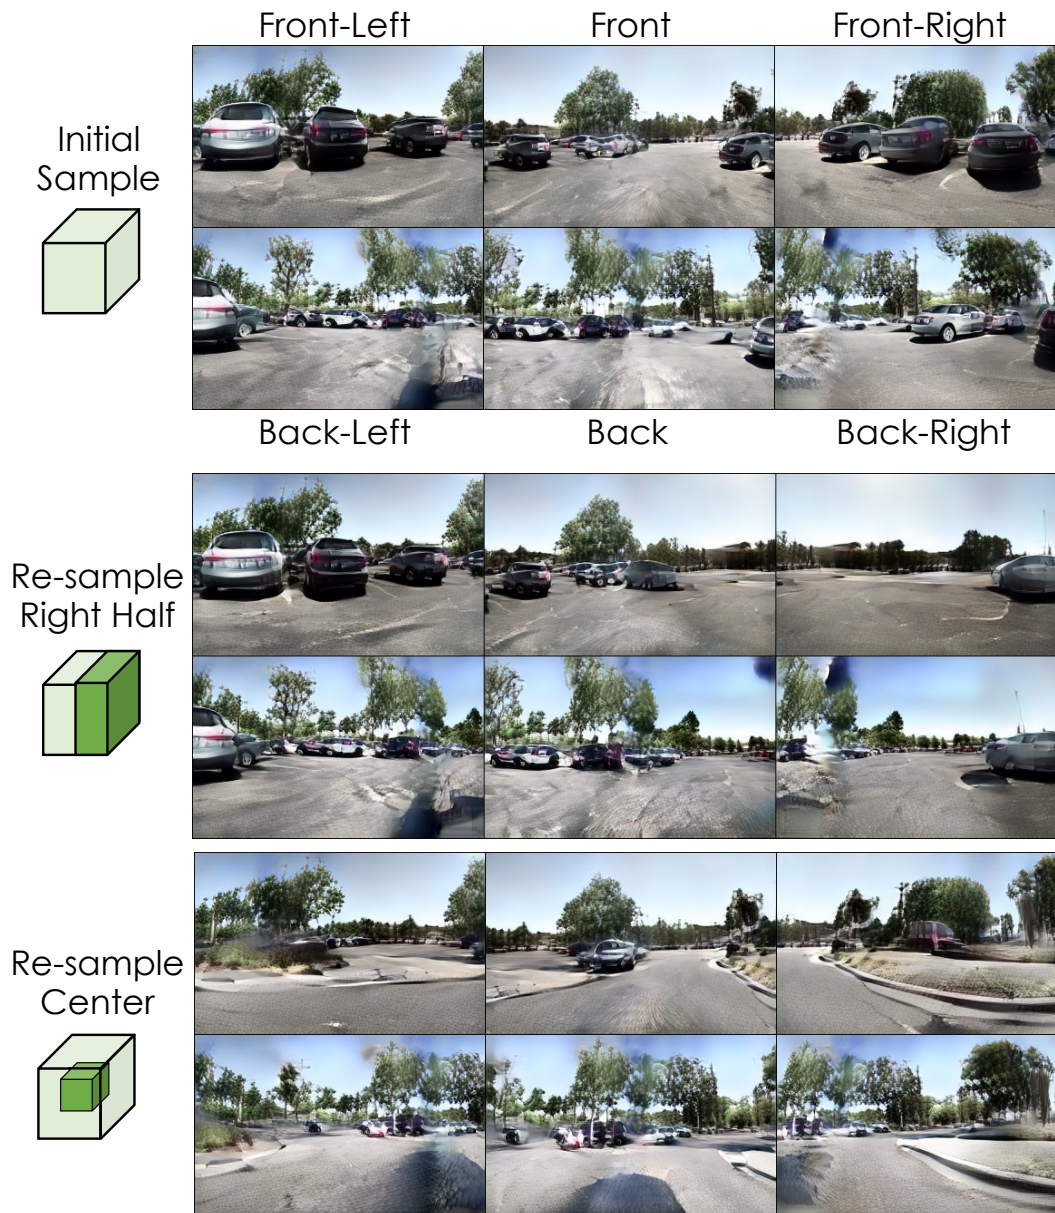 Front-Left Front Front-Right
Initial
Sample
Back-Left Back Back-Right
Re-sample
Right Half
Re-sample
Center